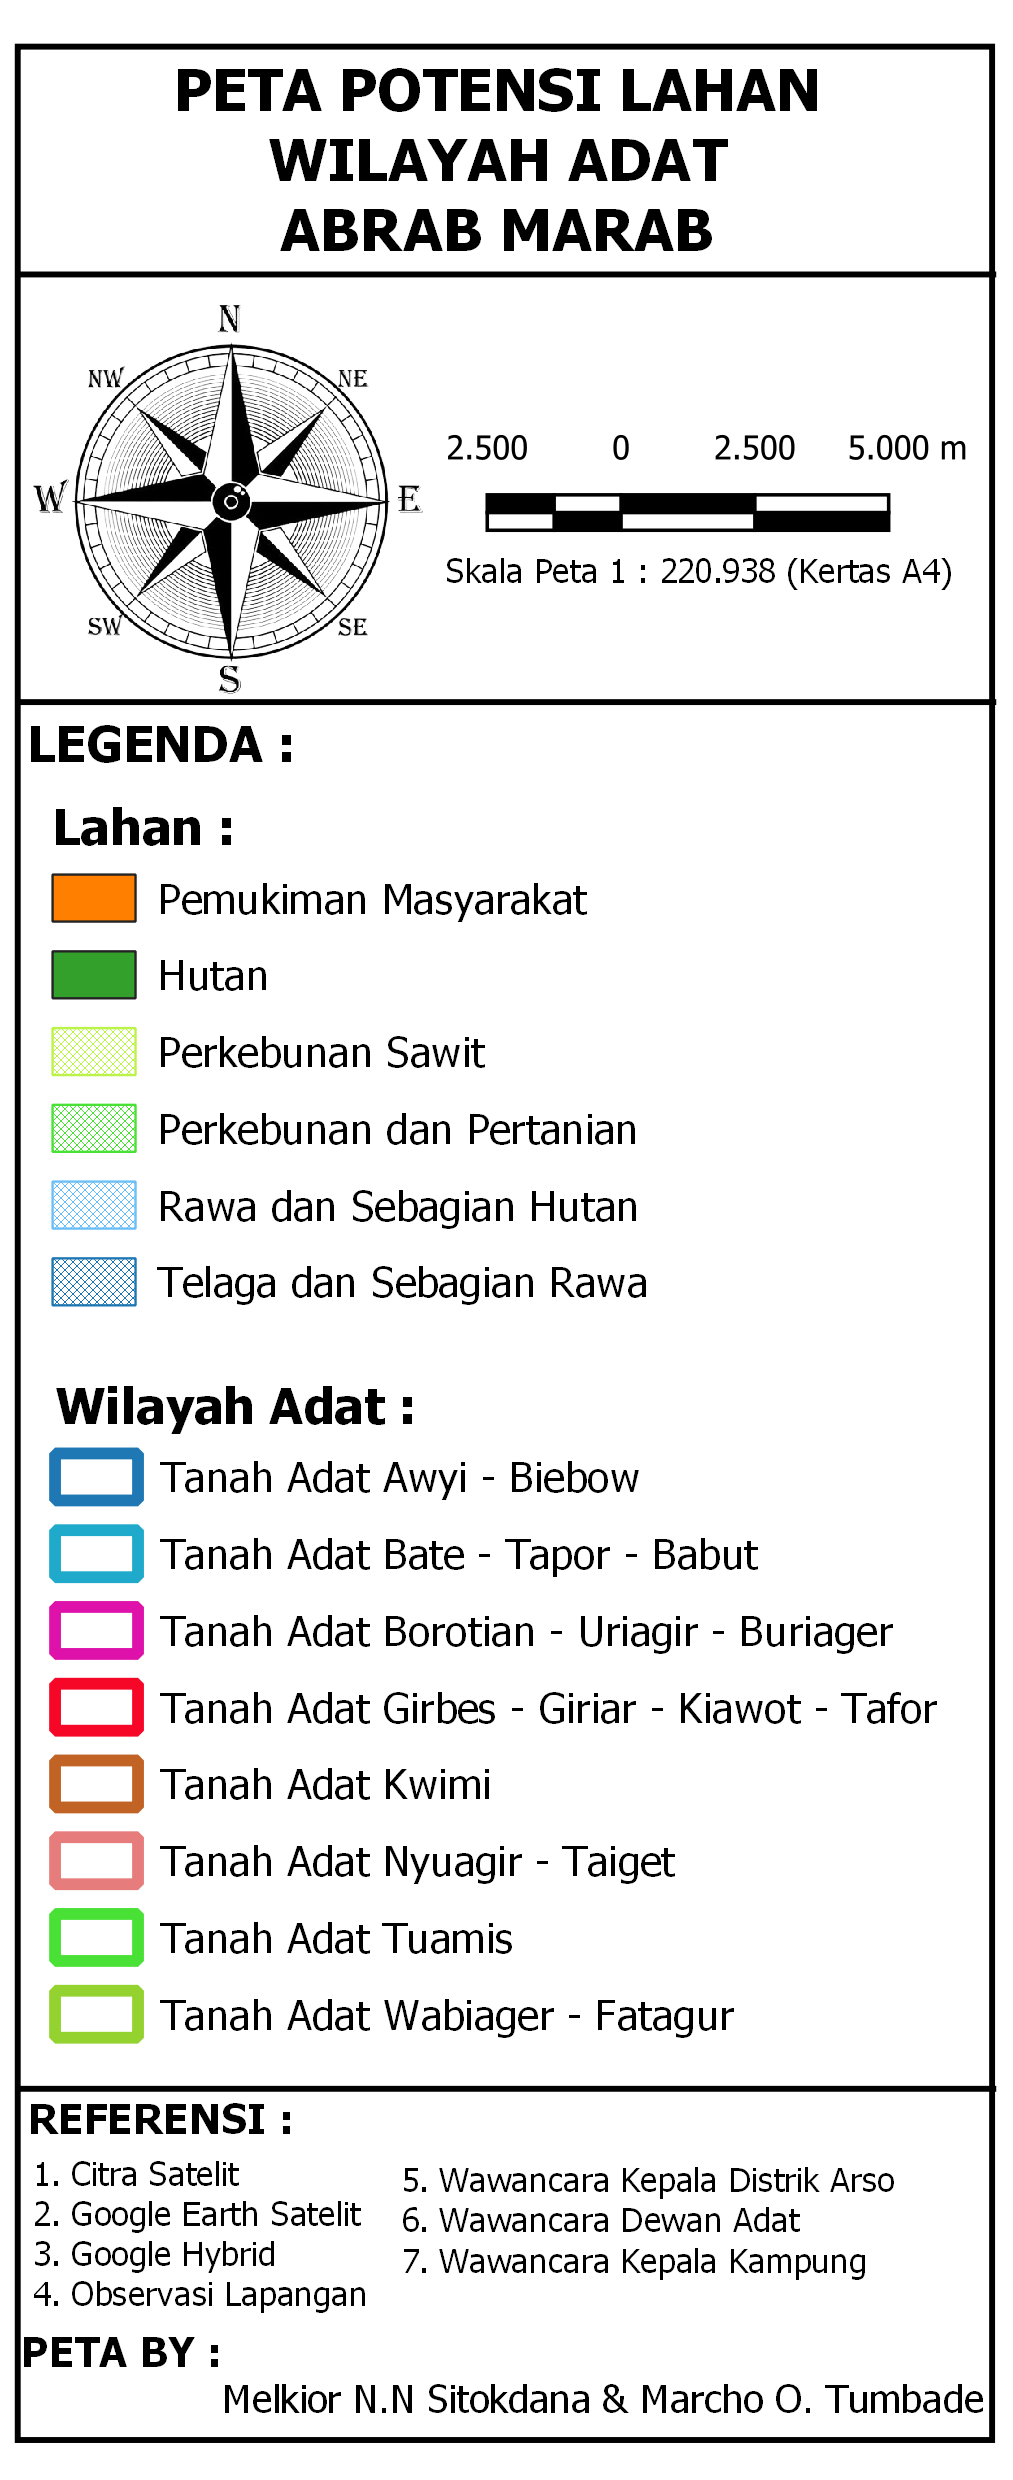 PETA POTENSI LAHAN
WILAYAH ADAT
ABRAB MARAB
N
NW
NE
W
E
SW
SE
S
2.500 0 2.500 5.000 m
Skala Peta 1 : 220.938 (Kertas A4)
LEGENDA :
Lahan :
Pemukiman Masyarakat
Hutan
Perkebunan Sawit
Perkebunan dan Pertanian
Rawa dan Sebagian Hutan
Telaga dan Sebagian Rawa
Wilayah Adat :
Tanah Adat Awyi - Biebow
Tanah Adat Bate - Tapor - Babut
Tanah Adat Borotian - Uriagir - Buriager
Tanah Adat Girbes - Giriar - Kiawot - Tafor
Tanah Adat Kwimi
Tanah Adat Nyuagir - Taiget
Tanah Adat Tuamis
Tanah Adat Wabiager - Fatagur
REFERENSI :
1. Citra Satelit
2. Google Earth Satelit
3. Google Hybrid
4. Observasi Lapangan
5. Wawancara Kepala Distrik Arso
6. Wawancara Dewan Adat
7. Wawancara Kepala Kampung
PETA BY :
Melkior N.N Sitokdana & Marcho O. Tumbade